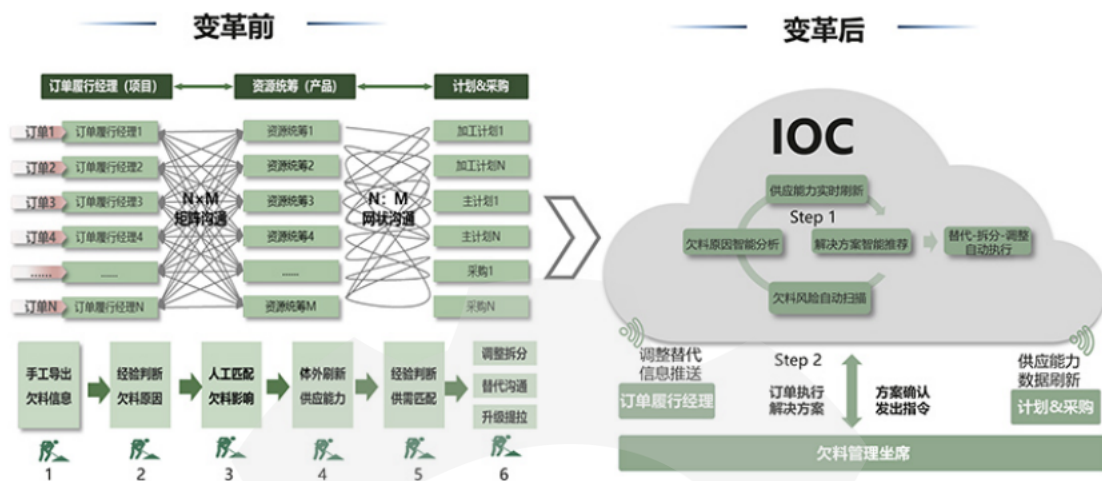 变革前
订单履行经理（项目）
资源统筹（产品）
计划&采购
订单1
订单履行经理1
资源统筹1
加工计划1
订单2
订单履行经理2
资源统筹2
加工计划N
订单3
订单履行经理3
资源统筹3
主计划1
订单4
订单履行经理4
资源统筹4
主计划N
……
......
......
采购1
订单N
订单履行经理N
资源统筹M
采购N
N×M
矩阵沟通
N：M
网状沟通
手工导出
欠料信息
经验判断
欠料原因
人工匹配
欠料影响
体外刷新
供应能力
经验判断
供需匹配
调整拆分
替代沟通
升级提拉
1
2
3
4
5
6
变革后
IOC
供应能力实时刷新
Step 1
欠料原因智能分析
解决方案智能推荐
替代-拆分-调整
自动执行
欠料风险自动扫描
调整替代
信息推送
订单履行经理
Step 2
订单执行
解决方案
方案确认
发出指令
供应能力
数据刷新
计划&采购
欠料管理坐席